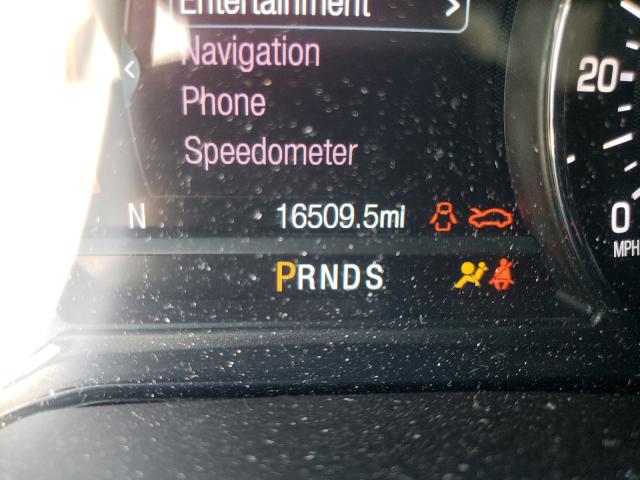 Entertainment >
Navigation
Phone
Speedometer
20
N 16509.5mi
0
MPH
PRNDS